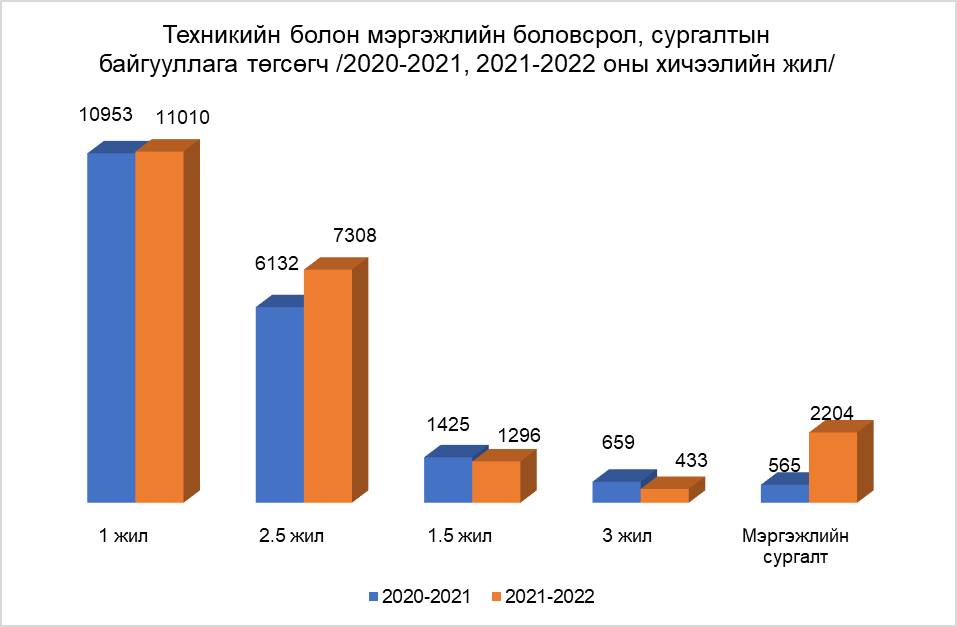 Техникийн болон мэргэжлийн боловсрол, сургалтын
байгууллага төгсөгч /2020-2021, 2021-2022 оны хичээлийн жил/
10953
11010
6132
7308
1425
1296
659
433
565
2204
1 жил
2.5 жил
1.5 жил
3 жил
Мэргэжлийн
сургалт
2020-2021
2021-2022